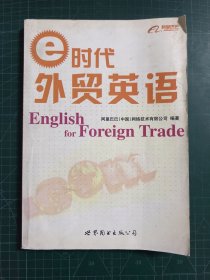 e时代
外贸英语
English
for Foreign Trade
阿里巴巴(中国)网络技术有限公司 编著
世界图书出版公司